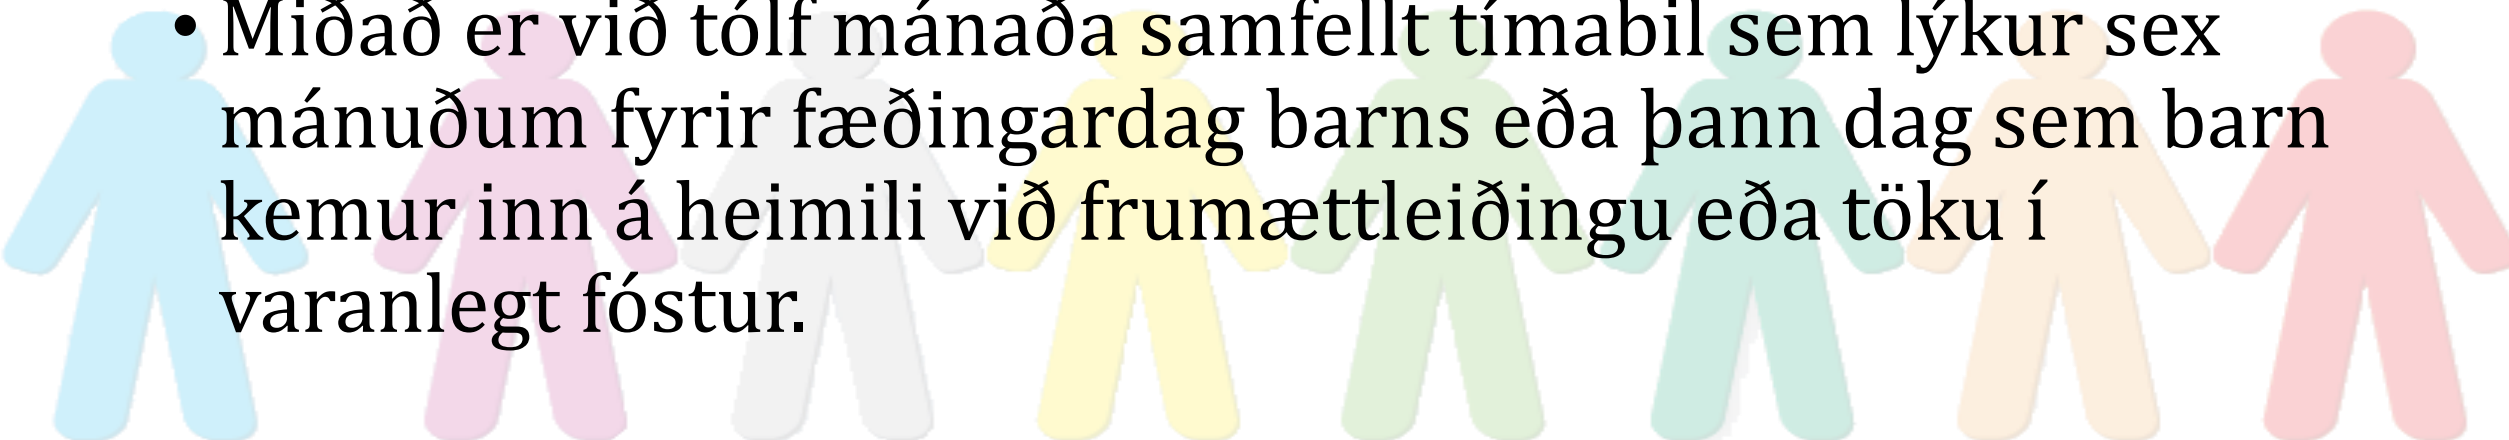 • Miðað er við tólf mánaða samfellt tímabil sem lýkur sex
mánuðum fyrir fæðingardag barns eða þann dag sem barn
kemur inn á heimili við frumættleiðingu eða töku í
varanlegt fóstur.